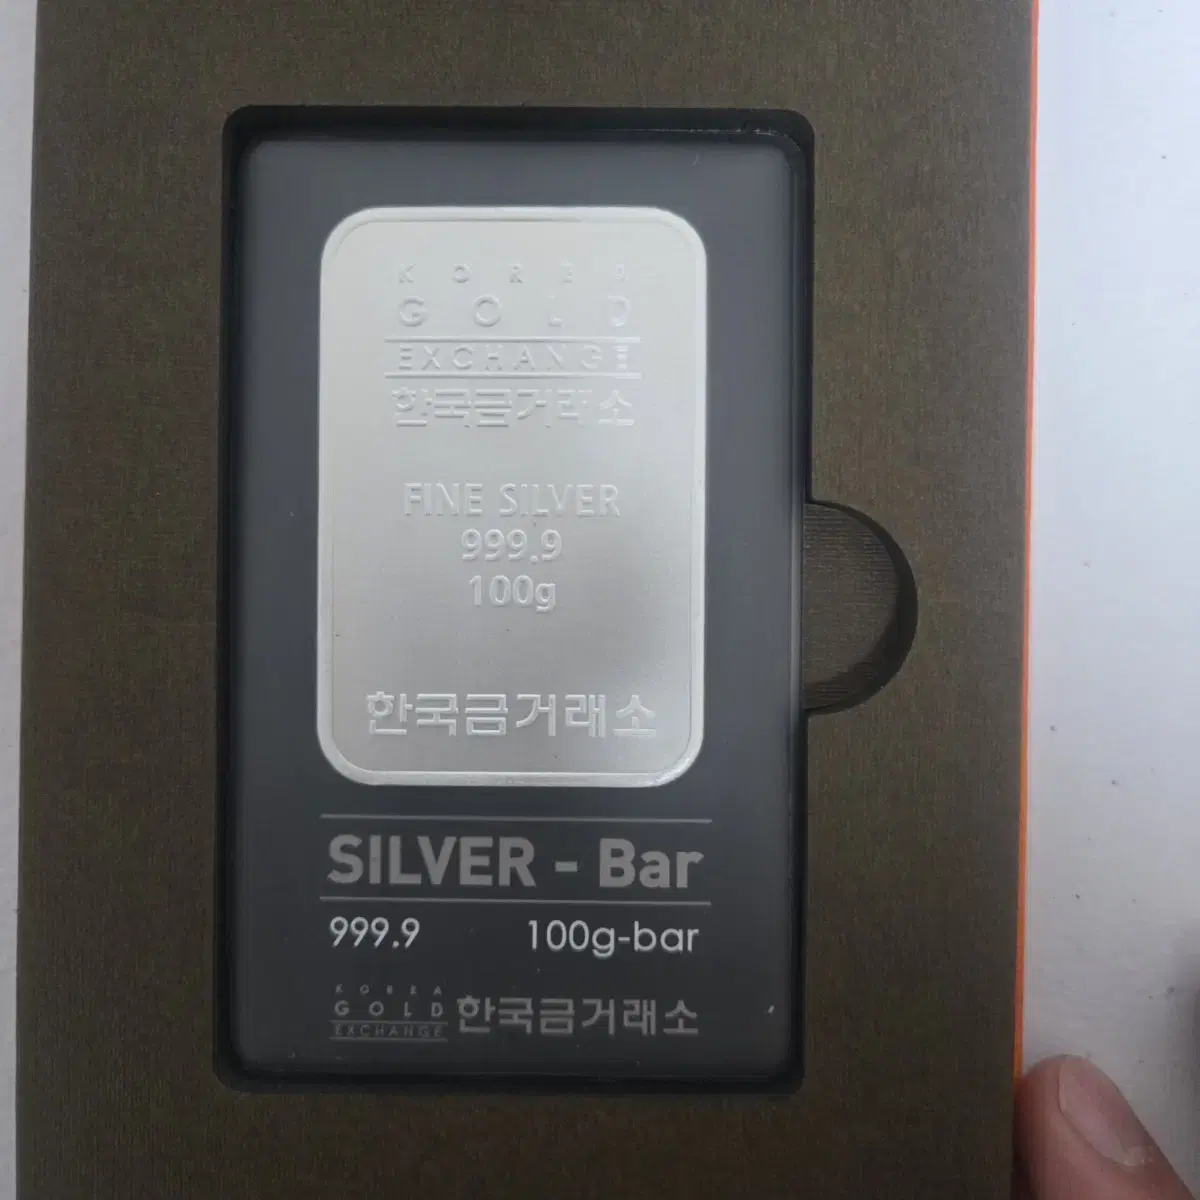 KOREA
GOLD
EXCHANGE
한국금거래소
FINE SILVER
999.9
100g
한국금거래소
SILVER - Bar
999.9 100g-bar
KOREA
GOLD
EXCHANGE 한국금거래소